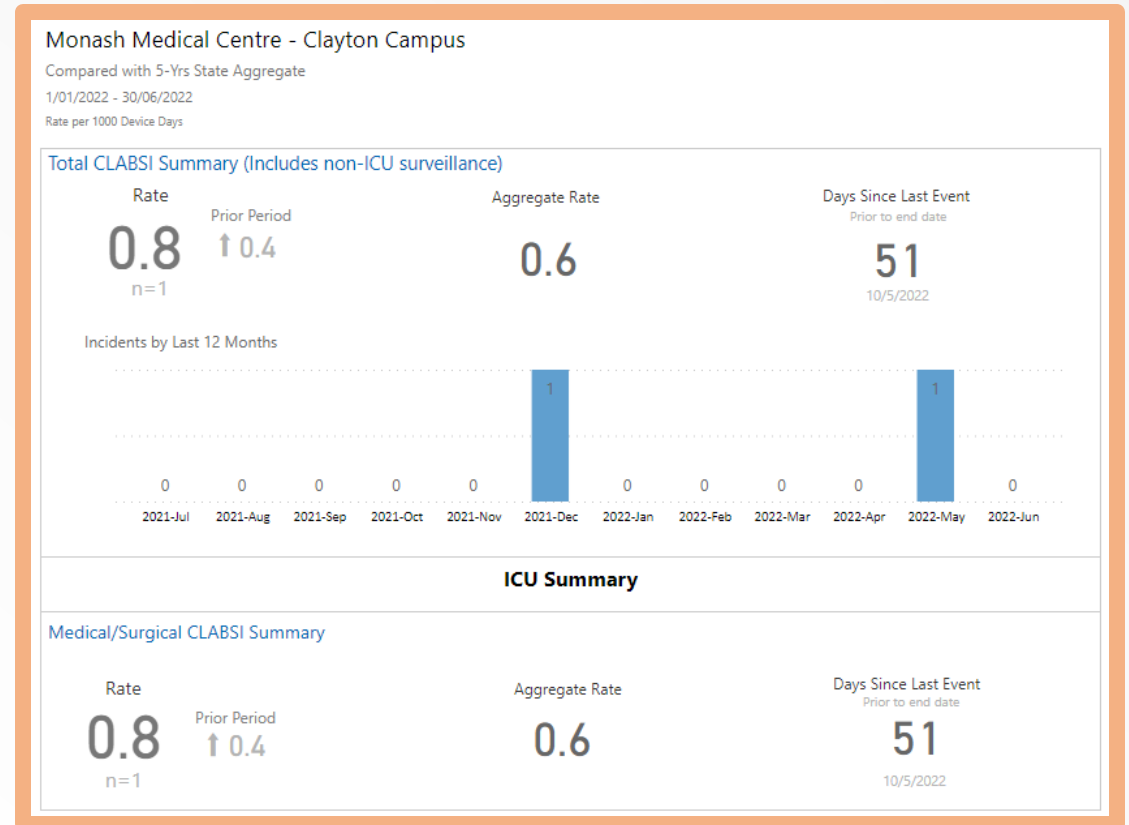 Monash Medical Centre - Clayton Campus
Compared with 5-Yrs State Aggregate
1/01/2022 - 30/06/2022
Rate per 1000 Device Days
Total CLABSI Summary (Includes non-ICU surveillance)
Rate
Prior Period
0.8
⬆ 0.4
n=1
Aggregate Rate
0.6
Days Since Last Event
Prior to end date
51
10/5/2022
Incidents by Last 12 Months
0 0 0 0 0 1 0 0 0 0 1 0
2021-Jul 2021-Aug 2021-Sep 2021-Oct 2021-Nov 2021-Dec 2022-Jan 2022-Feb 2022-Mar 2022-Apr 2022-May 2022-Jun
ICU Summary
Medical/Surgical CLABSI Summary
Rate
Prior Period
0.8
⬆ 0.4
n=1
Aggregate Rate
0.6
Days Since Last Event
Prior to end date
51
10/5/2022